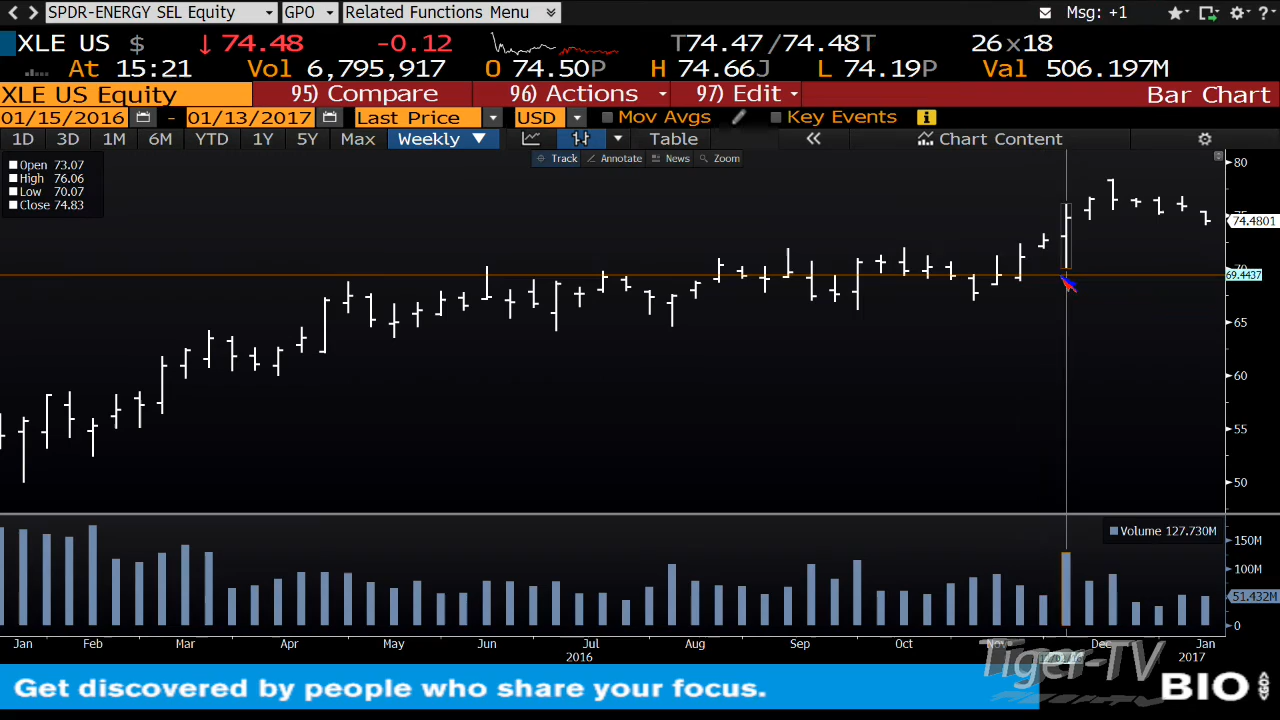 SPDR-ENERGY SEL Equity GPO Related Functions Menu Msg: +1 ?
XLE US $ ↓ 74.48 -0.12 T74.47/74.48T 26x18
At 15:21 Vol 6,795,917 O 74.50P H 74.66J L 74.19P Val 506.197M
XLE US Equity 95) Compare 96) Actions 97) Edit Bar Chart
01/15/2016 - 01/13/2017 Last Price USD Mov Avgs Key Events i
1D 3D 1M 6M YTD 1Y 5Y Max Weekly ▼ Table « Chart Content
Track Annotate News Zoom
Open 73.07
High 76.06
Low 70.07
Close 74.83
80
74.4801
69.4437
65
60
55
50
Volume 127.730M
150M
100M
51.432M
0
Jan Feb Mar Apr May Jun Jul Aug Sep Oct Nov Dec Jan
2016 2017
Tiger-TV
Get discovered by people who share your focus.
BIO